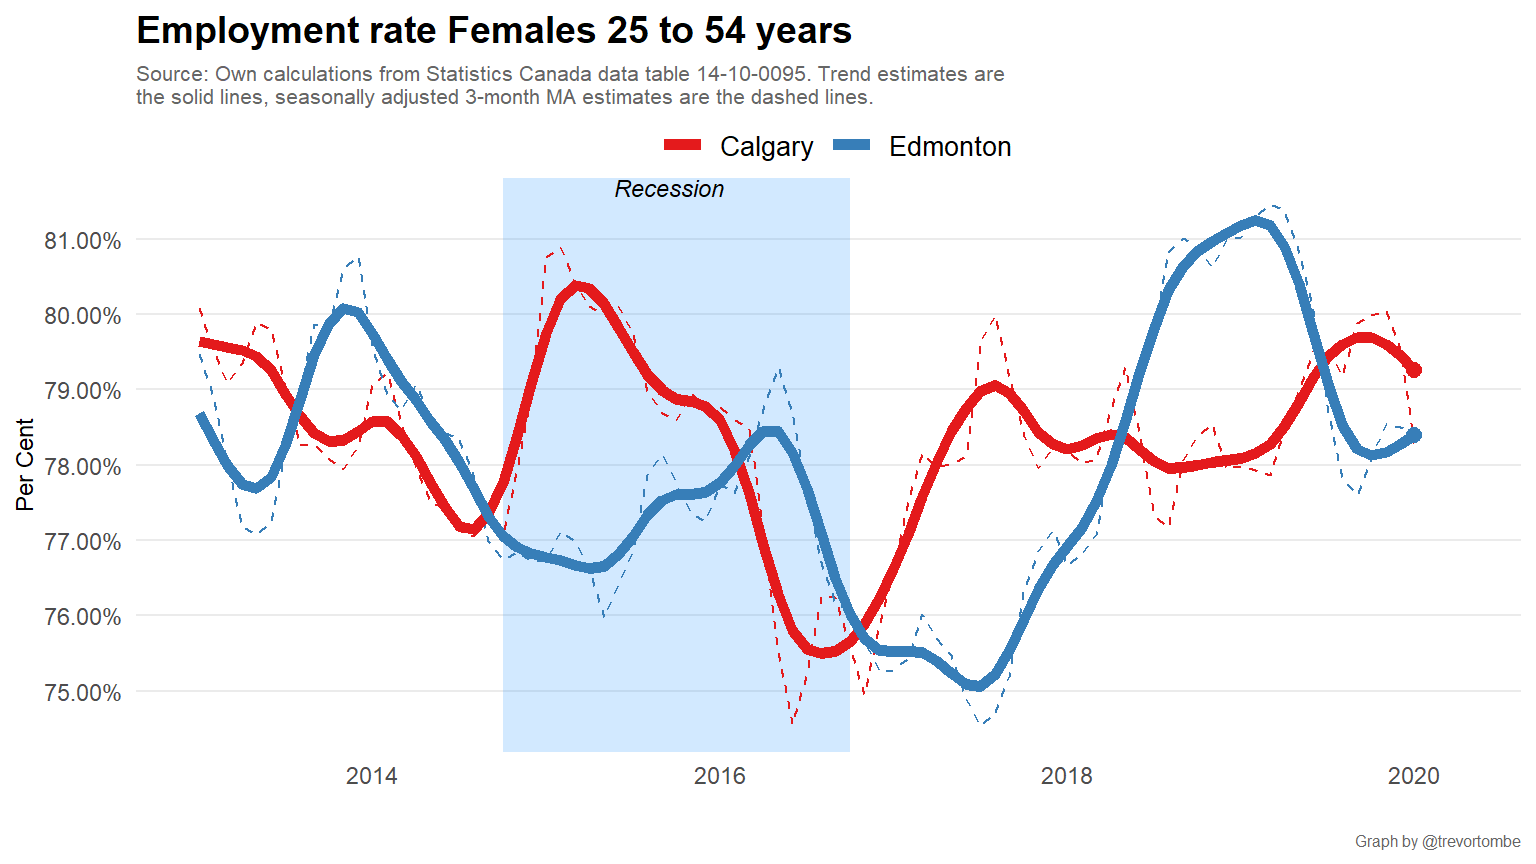 Employment rate Females 25 to 54 years
Source: Own calculations from Statistics Canada data table 14-10-0095. Trend estimates are
the solid lines, seasonally adjusted 3-month MA estimates are the dashed lines.
Calgary Edmonton
Recession
81.00%
80.00%
79.00%
78.00%
77.00%
76.00%
75.00%
Per Cent
2014 2016 2018 2020
Graph by @trevortombe